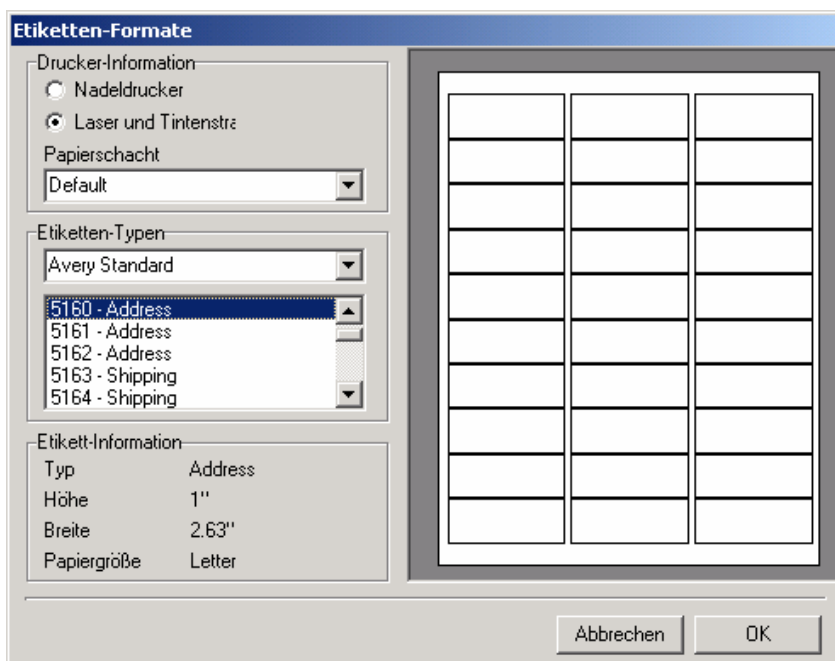 Etiketten-Formate
Drucker-Information
Nadeldrucker
Laser und Tintenstra
Papierschacht
Default
Etiketten-Typen
Avery Standard
5160 - Address
5161 - Address
5162 - Address
5163 - Shipping
5164 - Shipping
Etikett-Information
Typ Address
Höhe 1"
Breite 2.63"
Papiergröße Letter
Abbrechen OK